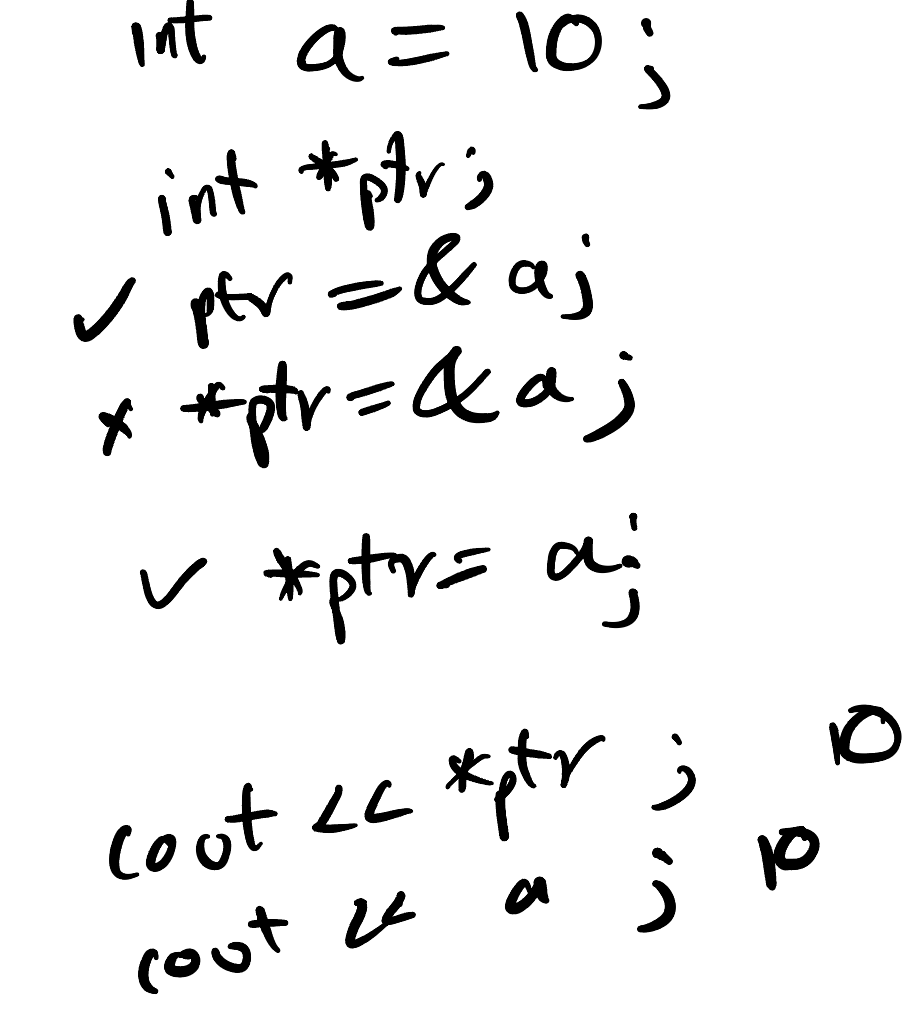 int a = 10;
int *ptr;
✓ ptr = & a;
x *ptr = & a;
✓ *ptr = a;
cout << *ptr ; 10
cout << a ; 10